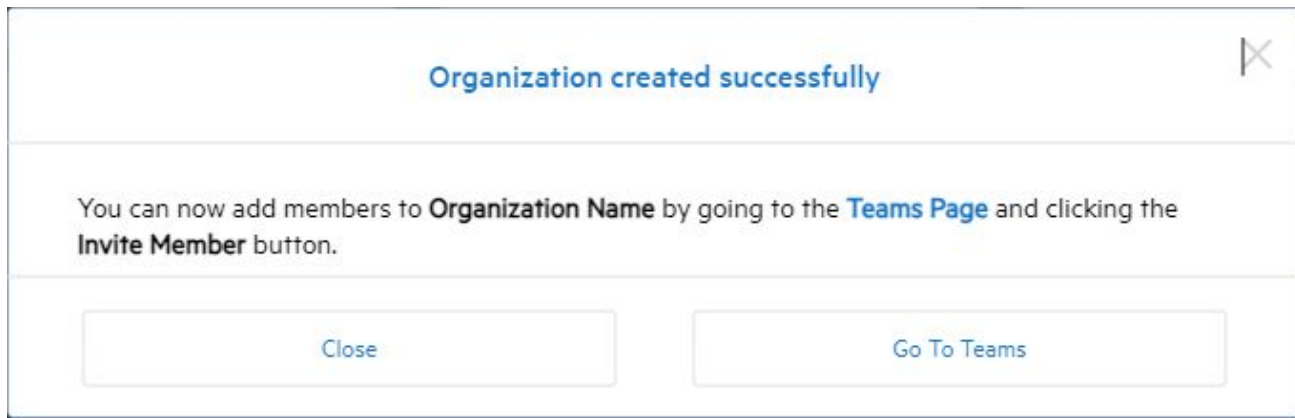 Organization created successfully
You can now add members to Organization Name by going to the Teams Page and clicking the
Invite Member button.
Close
Go To Teams